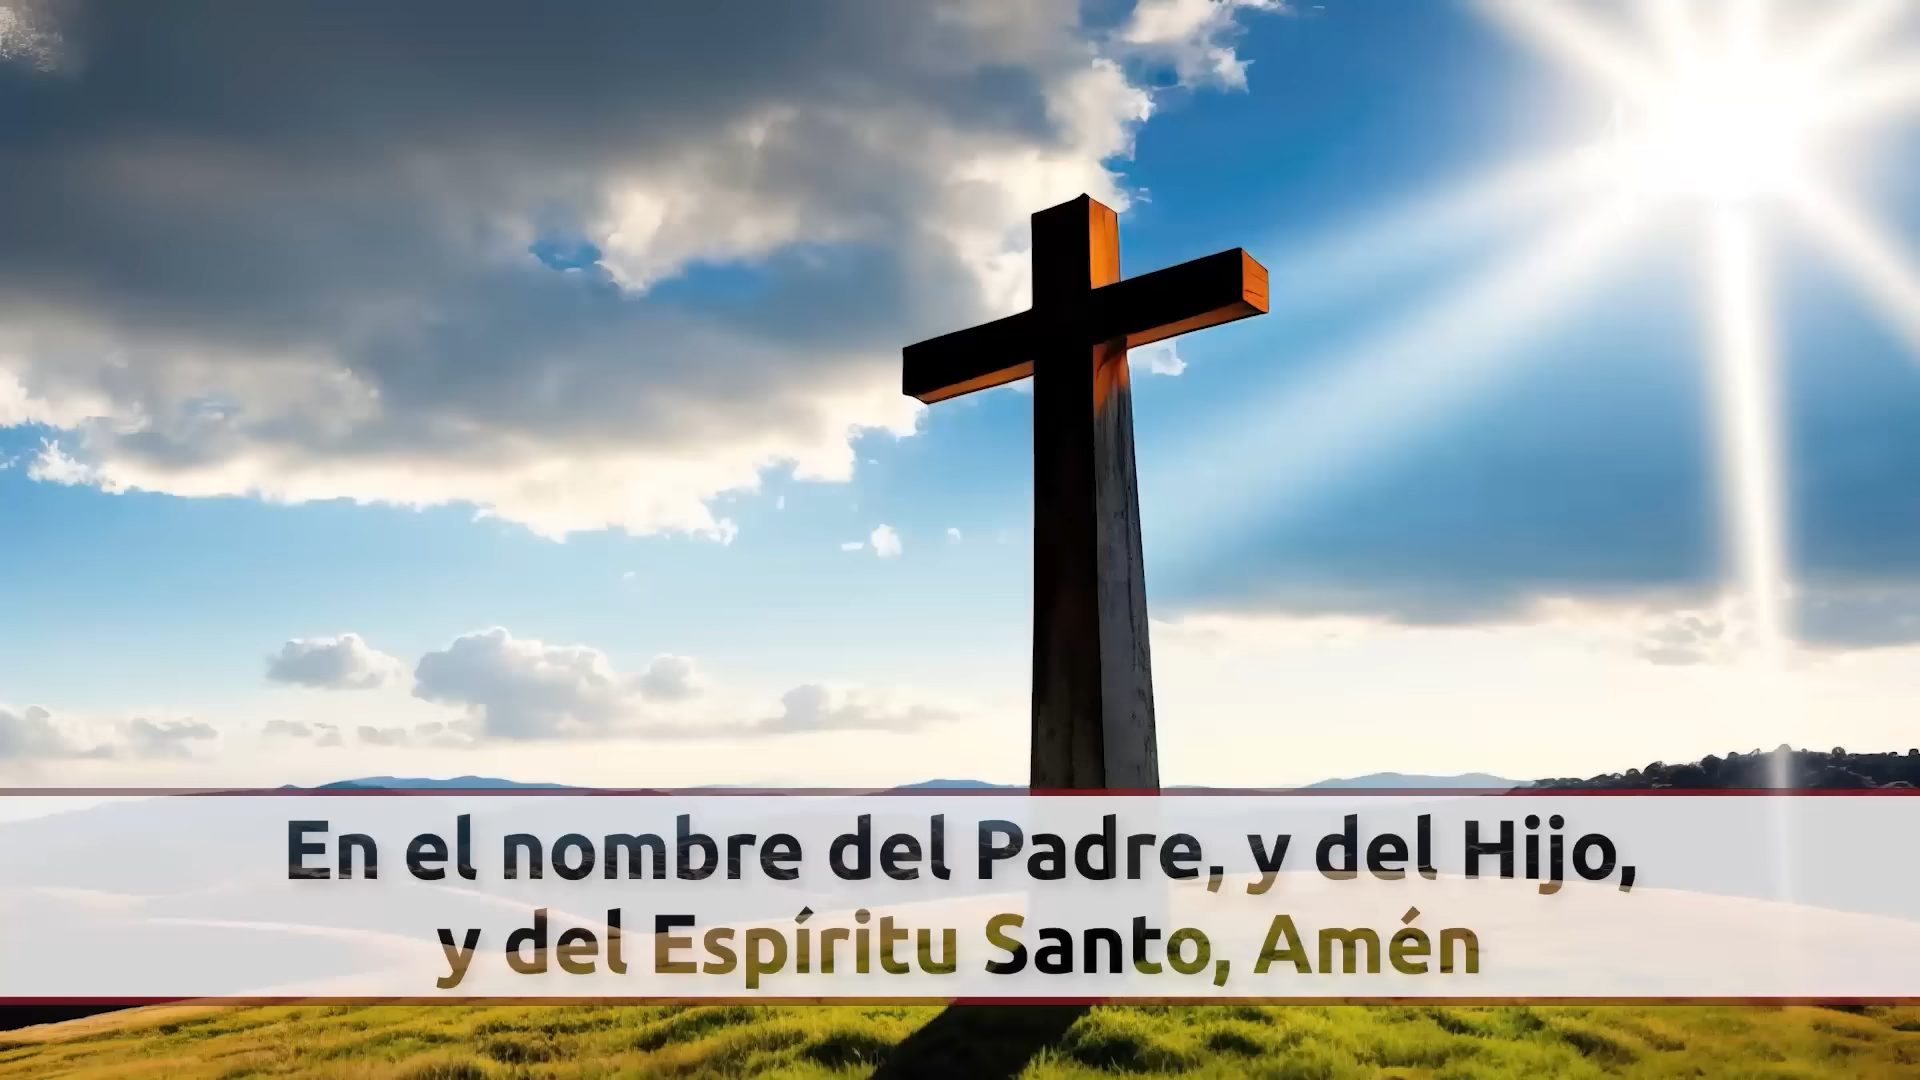 En el nombre del Padre, y del Hijo,
y del Espíritu Santo, Amén